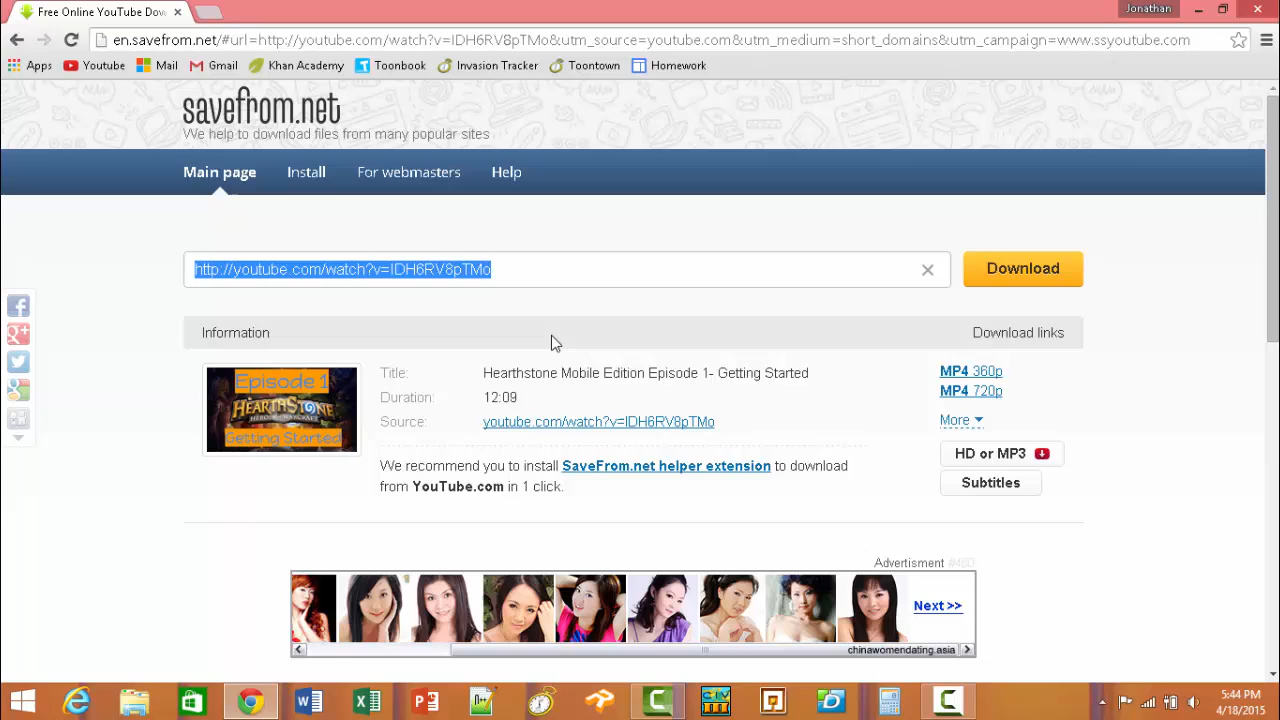 Free Online YouTube Dow
Jonathan
en.savefrom.net/#url=http://youtube.com/watch?v=IDH6RV8pTMo&utm_source=youtube.com&utm_medium=short_domains&utm_campaign=www.ssyoutube.com
Apps YouTube Mail Gmail Khan Academy Toonbook Invasion Tracker Toontown Homework
savefrom.net
We help to download files from many popular sites
Main page Install For webmasters Help
http://youtube.com/watch?v=IDH6RV8pTMo Download
Information Download links
Episode 1
HEARTHSTONE
HEROES OF WARCRAFT
Getting Started
Title: Hearthstone Mobile Edition Episode 1- Getting Started
Duration: 12:09
Source: youtube.com/watch?v=IDH6RV8pTMo
MP4 360p
MP4 720p
More
HD or MP3
Subtitles
We recommend you to install SaveFrom.net helper extension to download
from YouTube.com in 1 click.
Advertisment #46D
Next >>
chinawomendating.asia
5:44 PM
4/18/2015